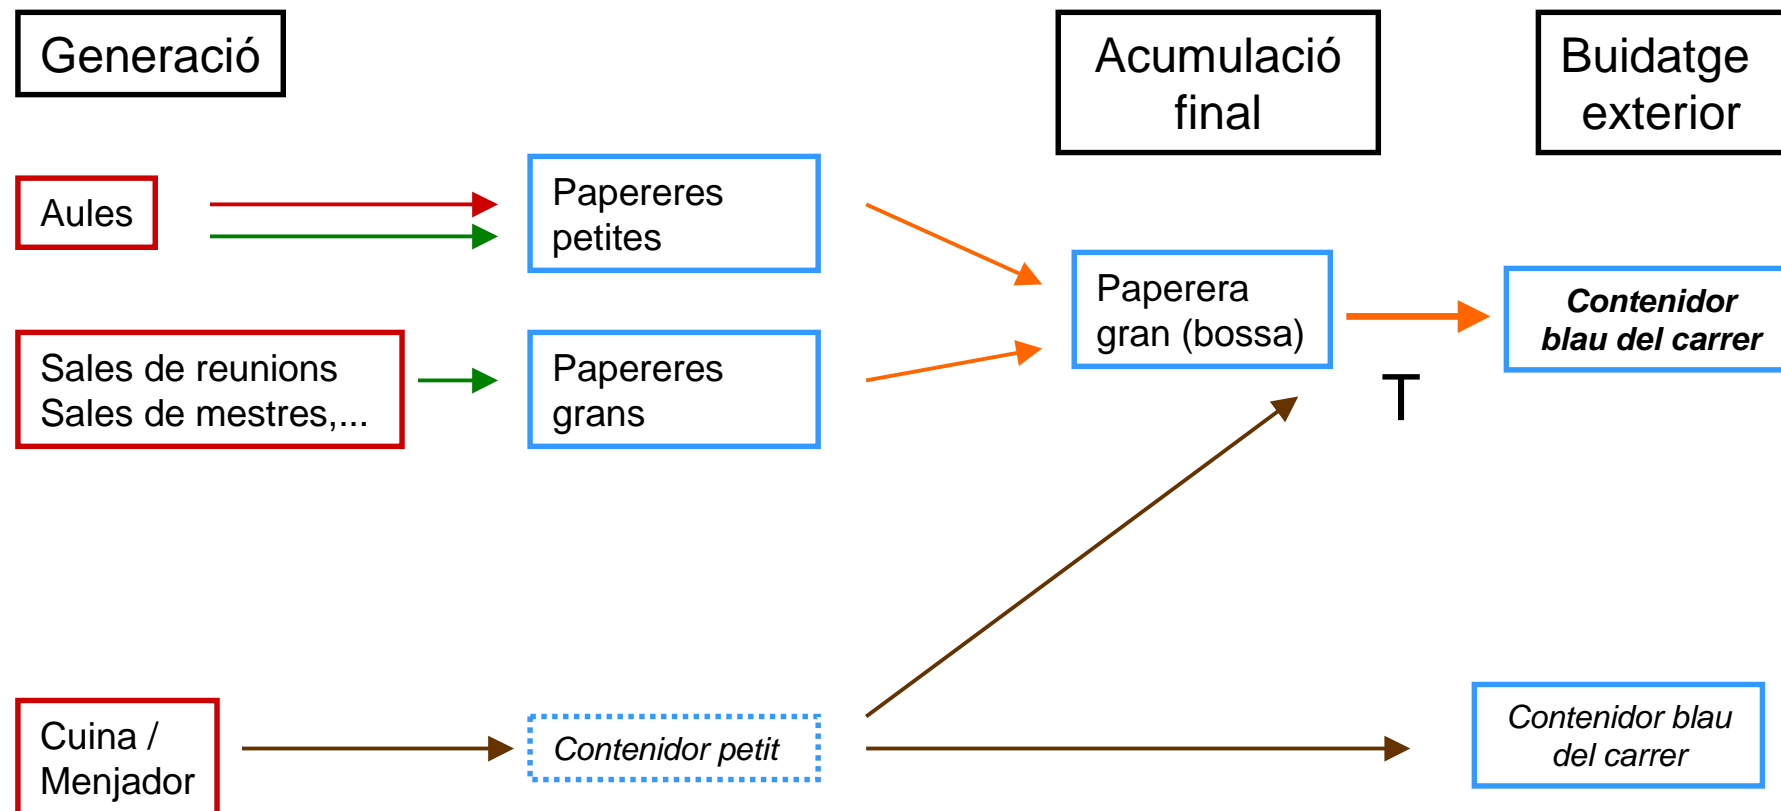 Generació
Acumulació
final
Buidatge
exterior
Aules
Papereres
petites
Paperera
gran (bossa)
Contenidor
blau del carrer
Sales de reunions
Sales de mestres,...
Papereres
grans
T
Cuina /
Menjador
Contenidor petit
Contenidor blau
del carrer